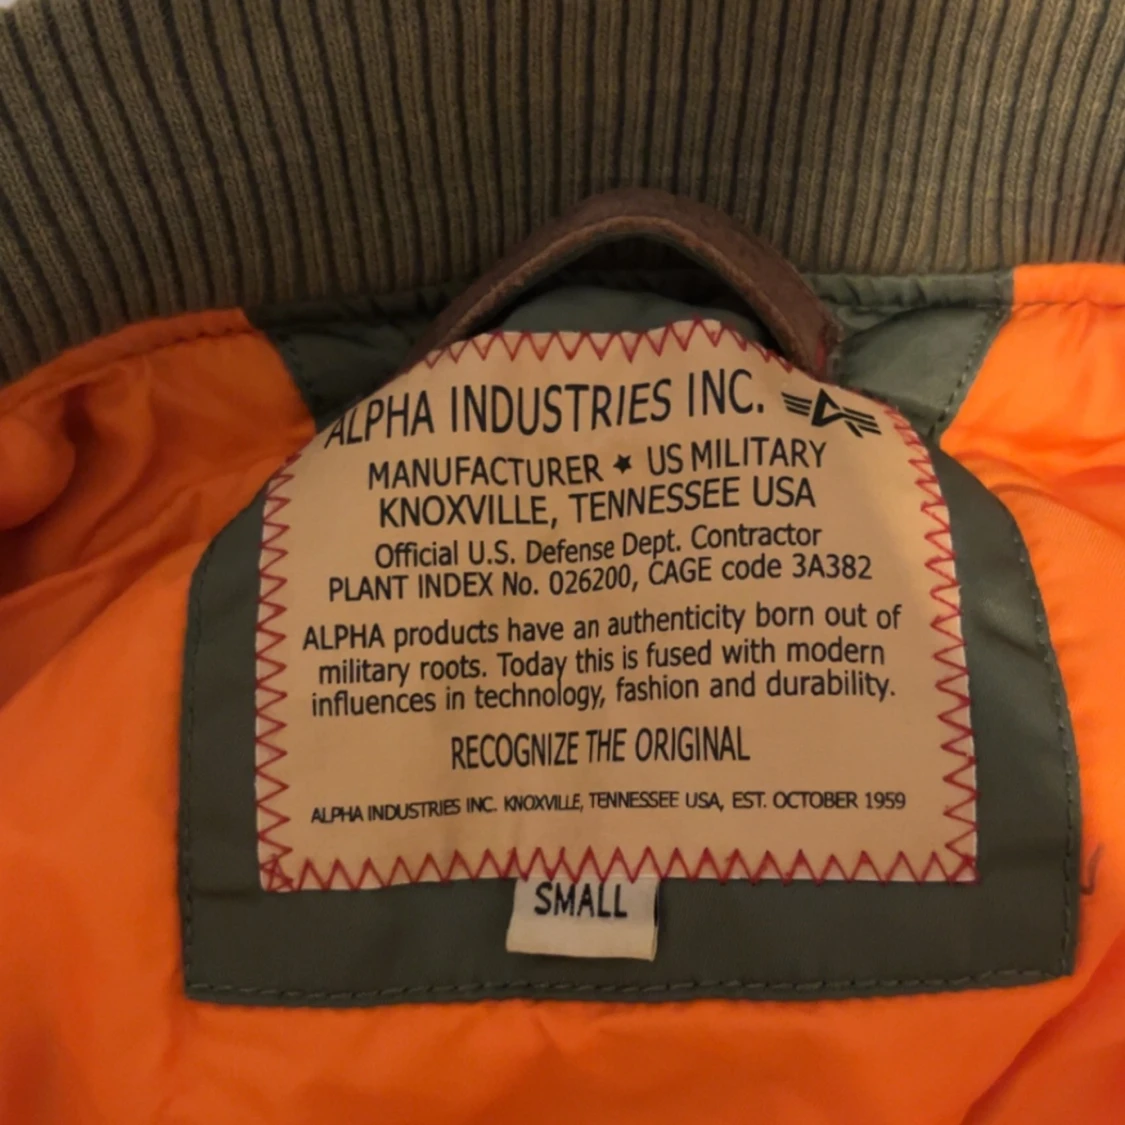 ALPHA INDUSTRIES INC.
MANUFACTURER ★ US MILITARY
KNOXVILLE, TENNESSEE USA
Official U.S. Defense Dept. Contractor
PLANT INDEX No. 026200, CAGE code 3A382
ALPHA products have an authenticity born out of
military roots. Today this is fused with modern
influences in technology, fashion and durability.
RECOGNIZE THE ORIGINAL
ALPHA INDUSTRIES INC. KNOXVILLE, TENNESSEE USA, EST. OCTOBER 1959
SMALL